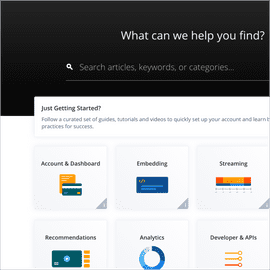 What can we help you find?
Search articles, keywords, or categories...
Just Getting Started?
Follow a curated set of guides, tutorials and videos to quickly set up your account and learn
practices for success.
Account & Dashboard
Embedding
Streaming
Recommendations
Analytics
Developer & APIs